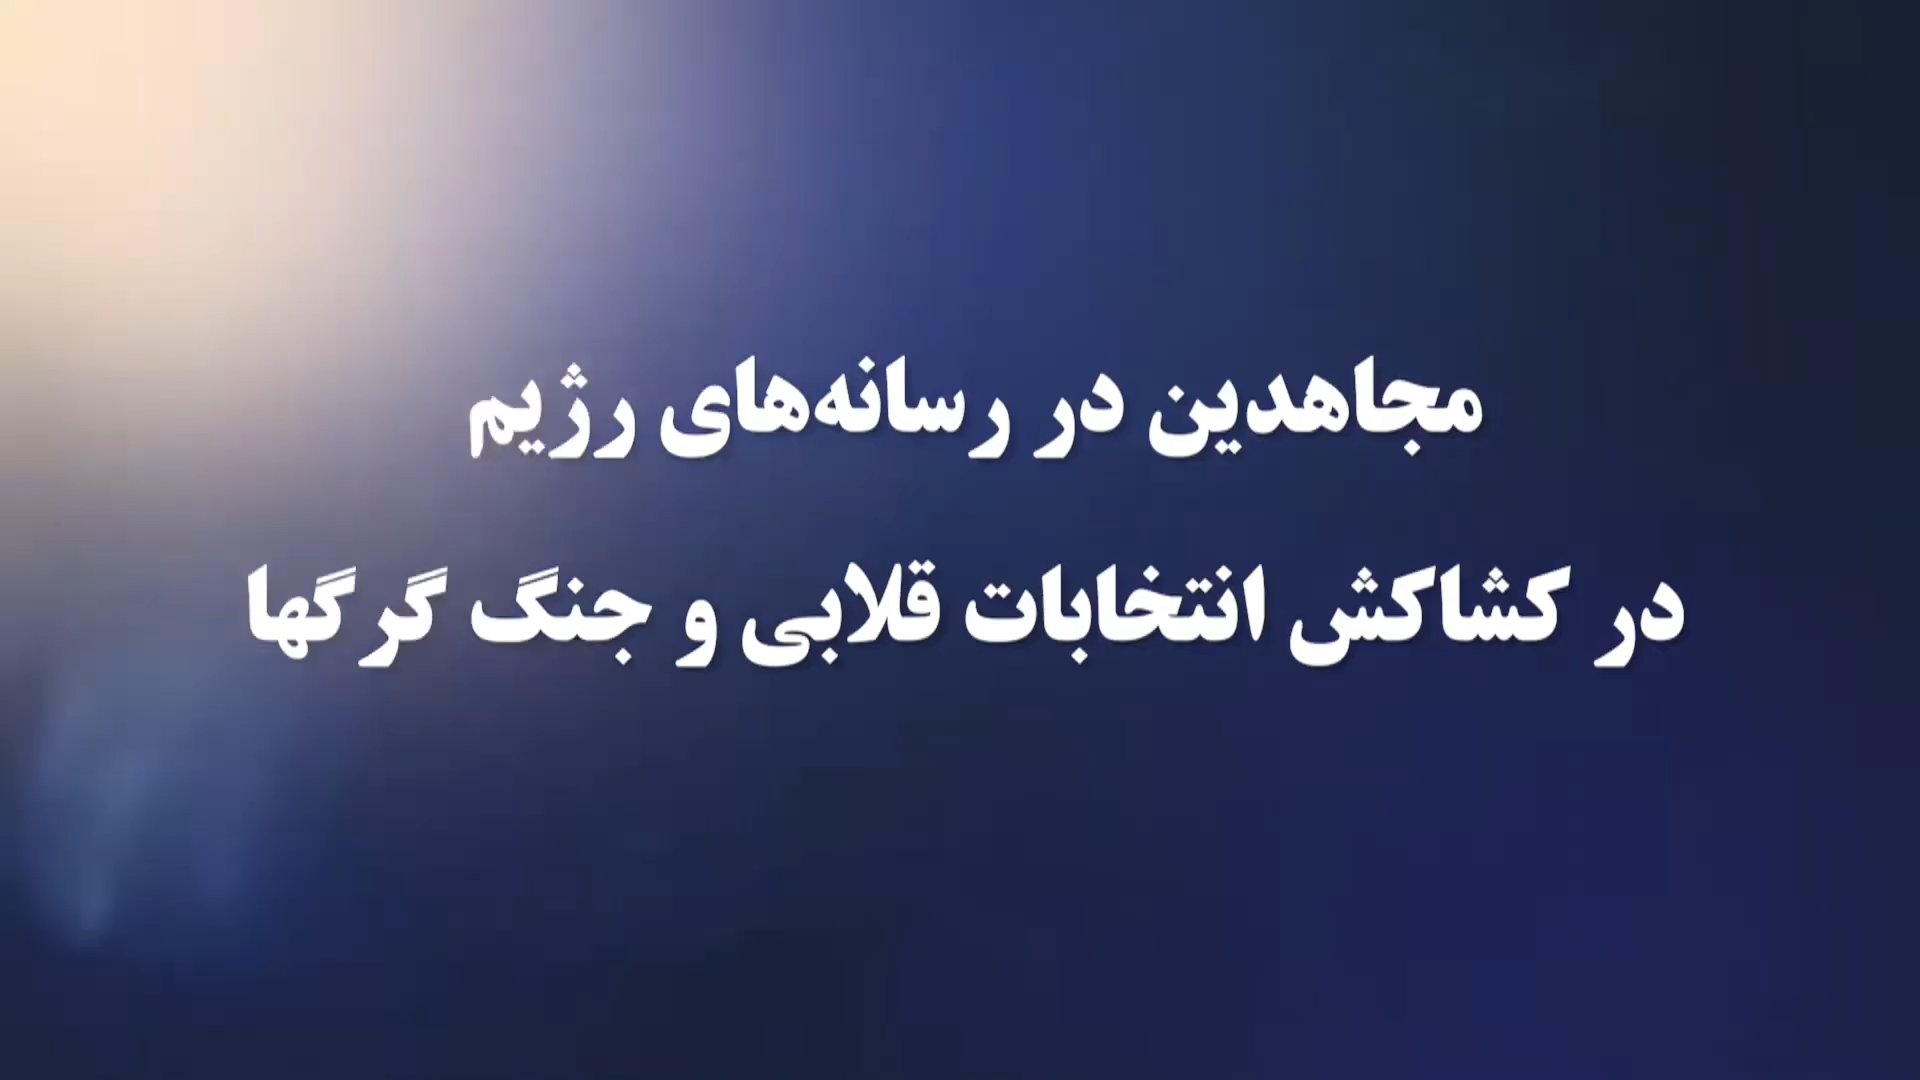 مجاهدین در رسانه‌های رژیم
در کشاکش انتخابات قلابی و جنگ گرگها